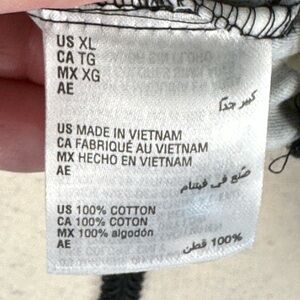 US XL
CA TG
MX XG
AE كبير جدًا
US MADE IN VIETNAM
CA FABRIQUÉ AU VIETNAM
MX HECHO EN VIETNAM
AE صنع في فيتنام
US 100% COTTON
CA 100% COTON
MX 100% algodón
AE 100% قطن